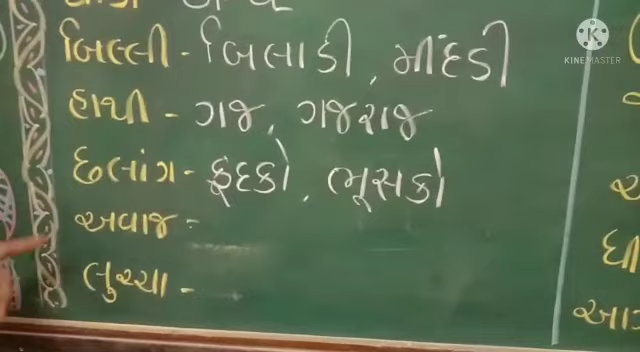 બિલ્લી - બિલાડી, મીંદડી
હાથી - ગજ, ગજરાજ
છલાંગ - કૂદકો, ભૂસકો
અવાજ -
લુચ્ચા -
KINEMASTER